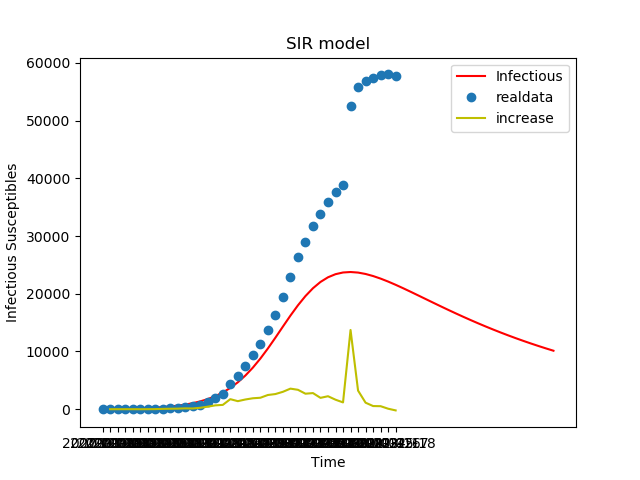 SIR model
Infectious
realdata
increase
60000
50000
40000
30000
20000
10000
0
Infectious Susceptibles
Time